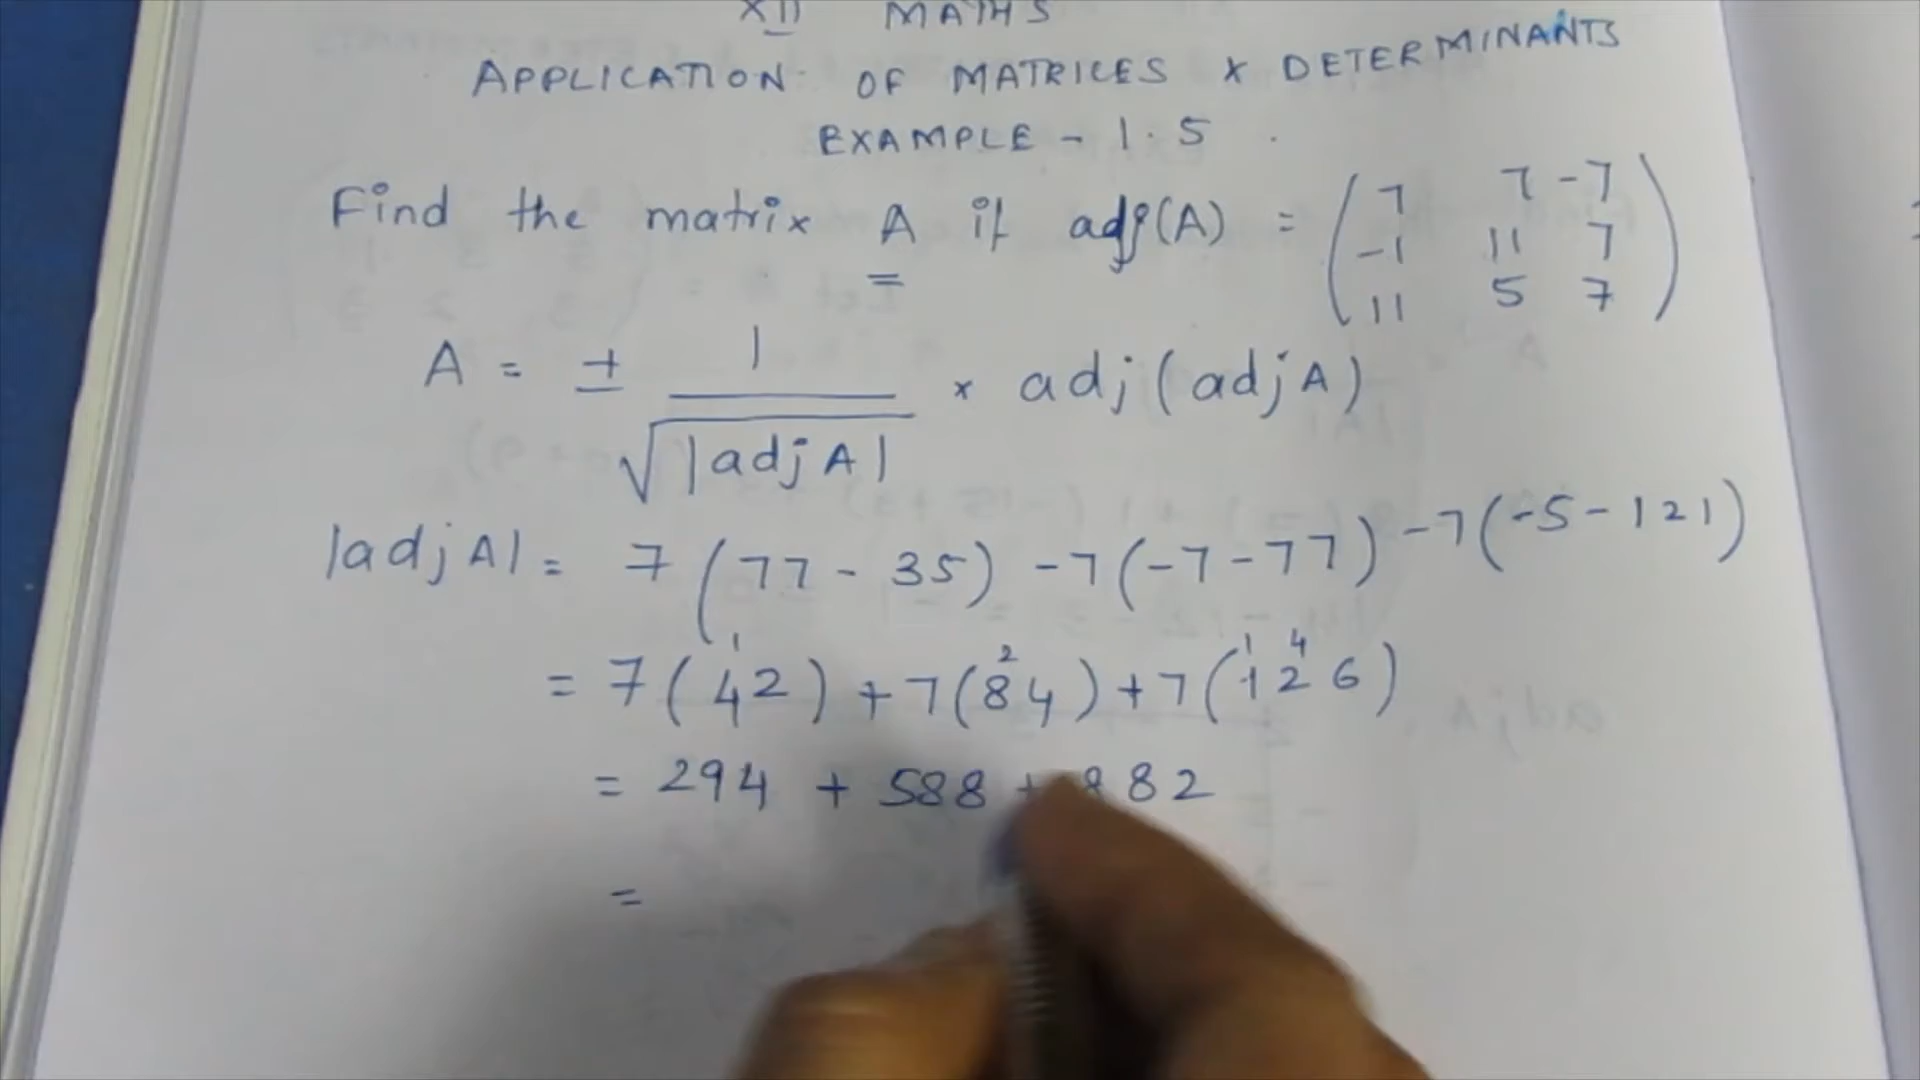 XII MATHS
APPLICATION OF MATRICES × DETERMINANTS
EXAMPLE - 1.5.
Find the matrix A if adj(A) = ( 7 7 -7
-1 11 7
11 5 7 )
A = ± 1 / √|adj A| × adj(adj A)
|adj A| = 7(77 - 35) -7(-7-77) -7(-5-121)
= 7(42) + 7(84) + 7(126)
= 294 + 588 + 882
=